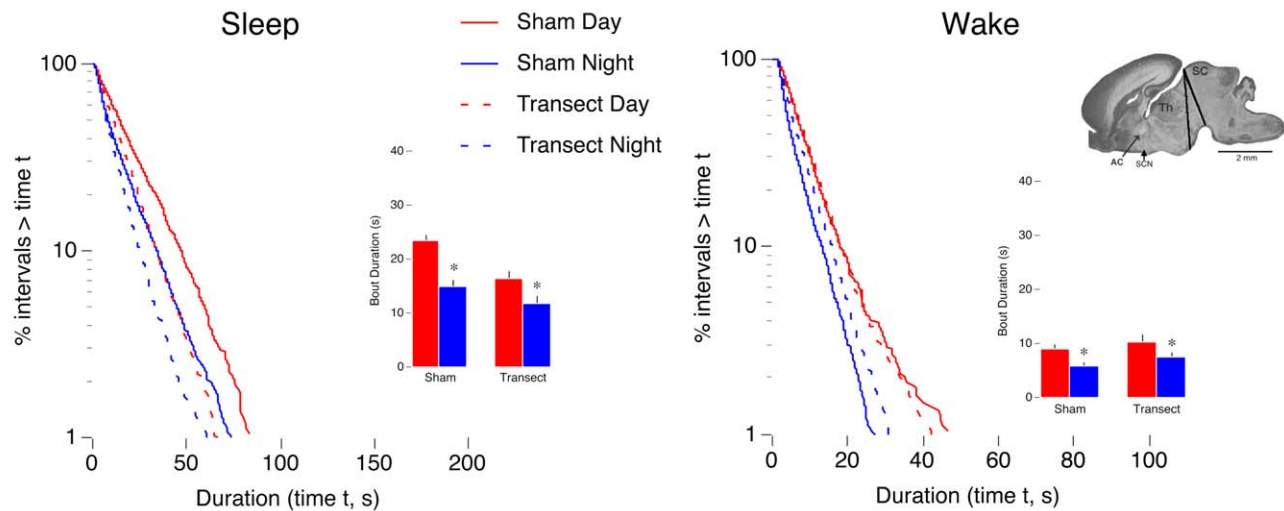 Sleep
Sham Day
Sham Night
Transect Day
Transect Night
100
10
1
% intervals > time t
0 50 100 150 200
Duration (time t, s)
40
30
20
10
0
Bout Duration (s)
*
*
Sham Transect
Wake
100
10
1
% intervals > time t
0 20 40 60 80 100
Duration (time t, s)
SC
Th
AC
SCN
2 mm
40
30
20
10
0
Bout Duration (s)
*
*
Sham Transect